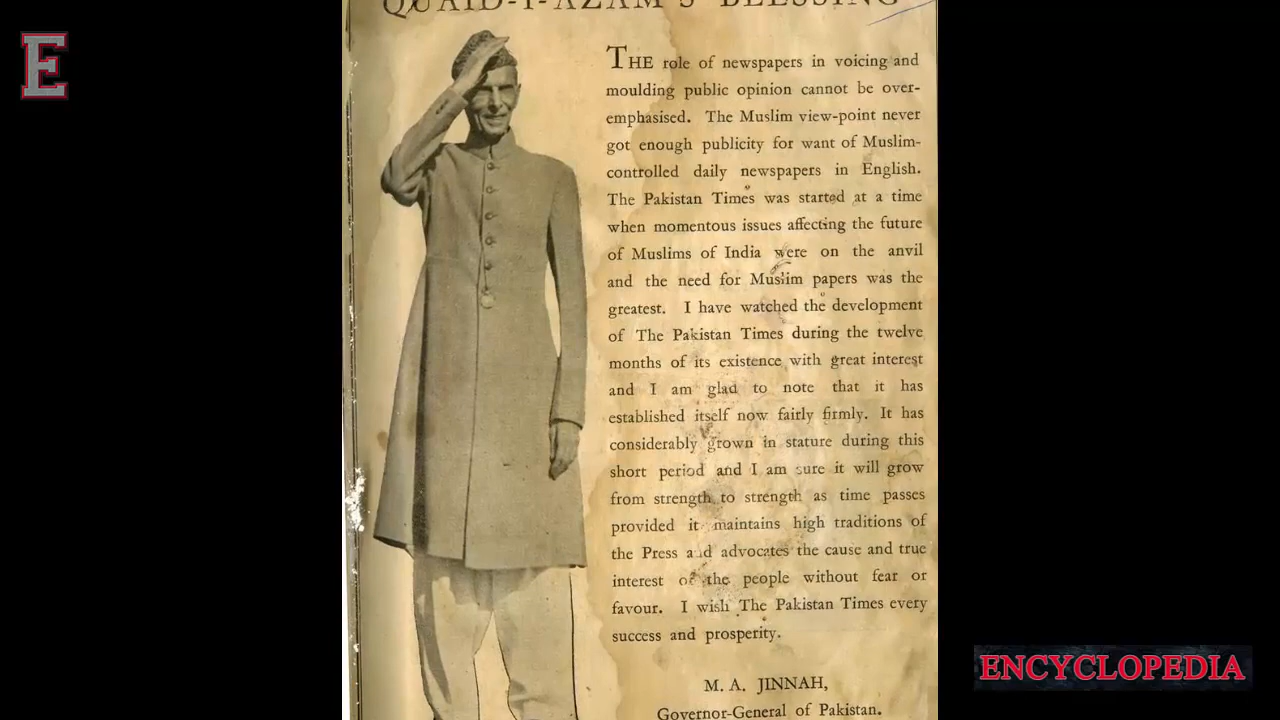 QUAID-I-AZAM'S BLESSING
E
THE role of newspapers in voicing and
moulding public opinion cannot be over-
emphasised. The Muslim view-point never
got enough publicity for want of Muslim-
controlled daily newspapers in English.
The Pakistan Times was started at a time
when momentous issues affecting the future
of Muslims of India were on the anvil
and the need for Muslim papers was the
greatest. I have watched the development
of The Pakistan Times during the twelve
months of its existence with great interest
and I am glad to note that it has
established itself now fairly firmly. It has
considerably grown in stature during this
short period and I am sure it will grow
from strength to strength as time passes
provided it maintains high traditions of
the Press and advocates the cause and true
interest of the people without fear or
favour. I wish The Pakistan Times every
success and prosperity.
M. A. JINNAH,
Governor-General of Pakistan.
ENCYCLOPEDIA